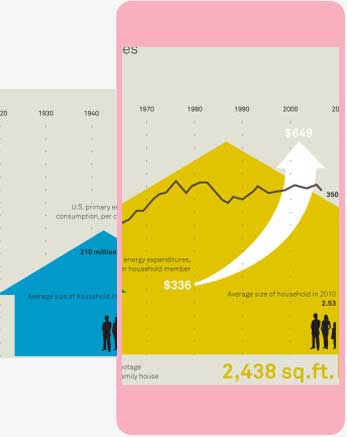 es
20 1930 1940
1970 1980 1990 2000 20
$649
U.S. primary e
consumption, per c
350
210 million
energy expenditures,
r household member
$336
Average size of household in
Average size of household in 2010
2.53
otage
amily house
2,438 sq.ft.